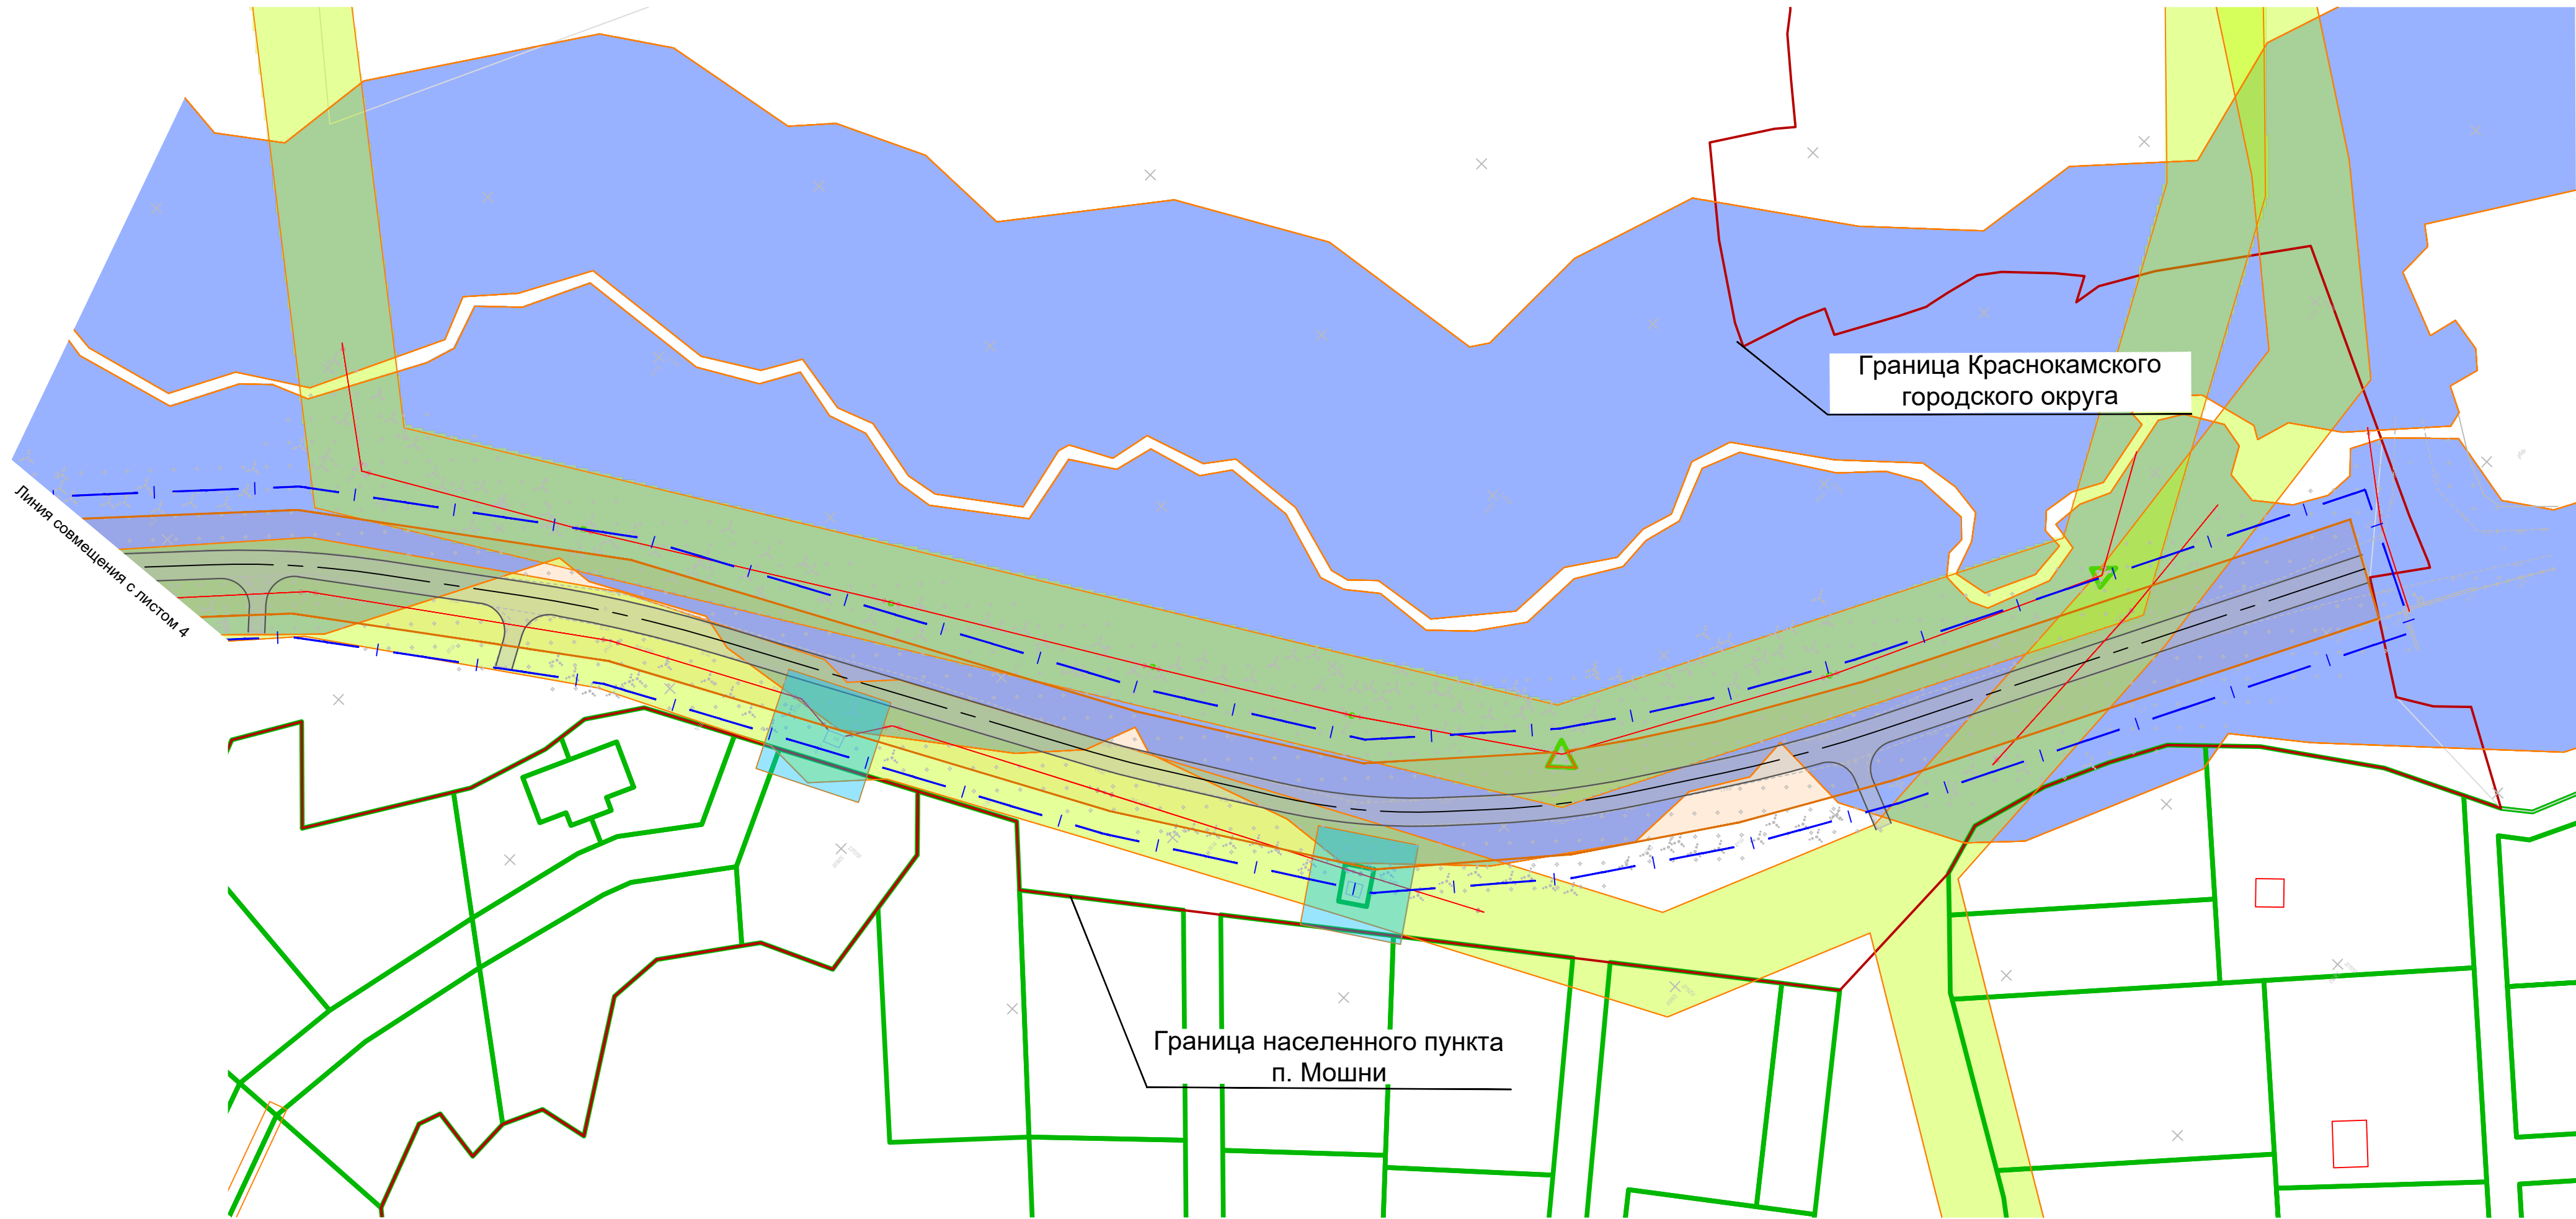 Граница Краснокамского
городского округа
Линия совмещения с листом 4
Граница населенного пункта
п. Мошни